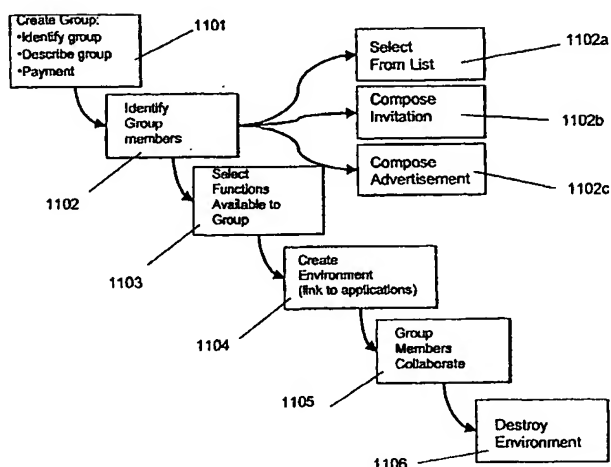 Create Group:
•Identify group
•Describe group
•Payment
1101
Identify
Group
members
1102
Select
From List
1102a
Compose
Invitation
1102b
Compose
Advertisement
1102c
Select
Functions
Available to
Group
1103
Create
Environment
(link to applications)
1104
Group
Members
Collaborate
1105
Destroy
Environment
1106